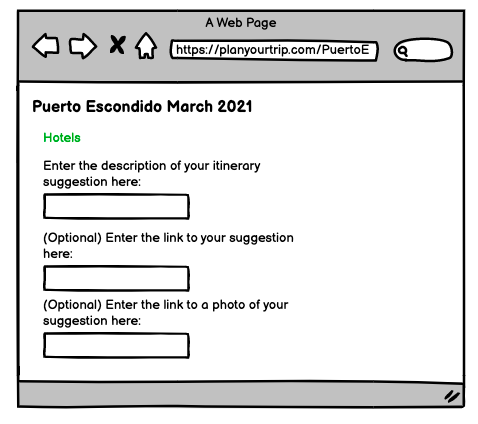 A Web Page
https://planyourtrip.com/PuertoE
Puerto Escondido March 2021
Hotels
Enter the description of your itinerary
suggestion here:
(Optional) Enter the link to your suggestion
here:
(Optional) Enter the link to a photo of your
suggestion here: